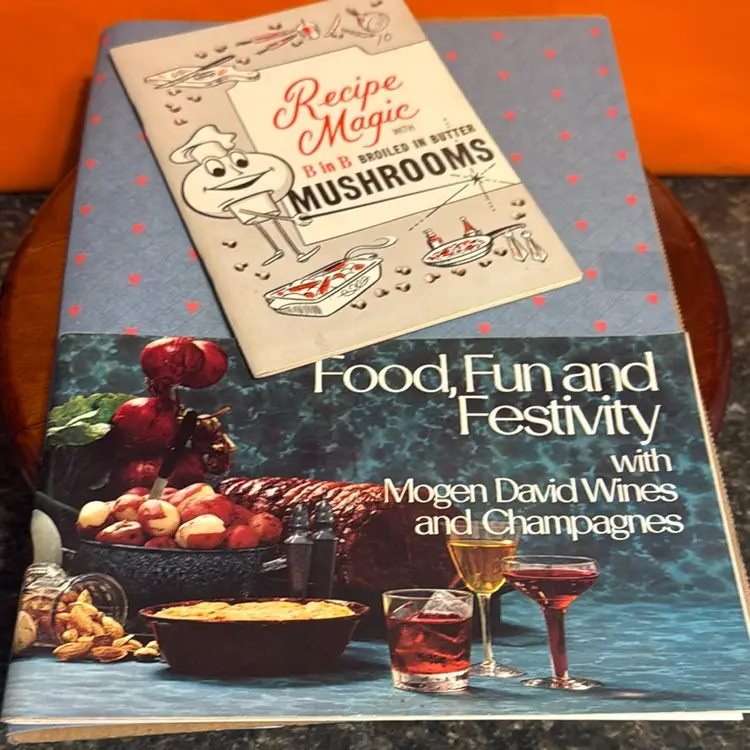 Recipe
Magic
WITH
B in B BROILED IN BUTTER
MUSHROOMS
Food, Fun and
Festivity
with
Mogen David Wines
and Champagnes